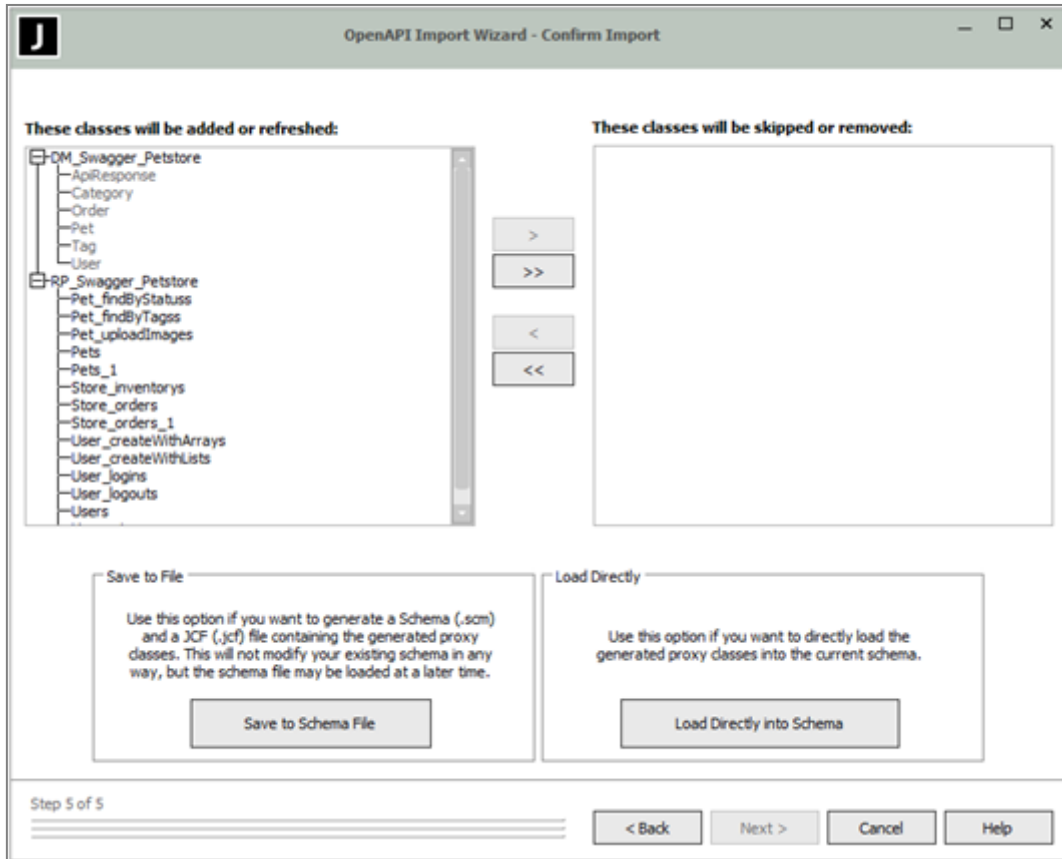 J
OpenAPI Import Wizard - Confirm Import
These classes will be added or refreshed:
DM_Swagger_Petstore
ApiResponse
Category
Order
Pet
Tag
User
RP_Swagger_Petstore
Pet_findByStatuss
Pet_findByTagss
Pet_uploadImages
Pets
Pets_1
Store_inventorys
Store_orders
Store_orders_1
User_createWithArrays
User_createWithLists
User_logins
User_logouts
Users
>
>>
<
<<
These classes will be skipped or removed:
Save to File
Use this option if you want to generate a Schema (.scm)
and a JCF (.jcf) file containing the generated proxy
classes. This will not modify your existing schema in any
way, but the schema file may be loaded at a later time.
Save to Schema File
Load Directly
Use this option if you want to directly load the
generated proxy classes into the current schema.
Load Directly into Schema
Step 5 of 5
< Back
Next >
Cancel
Help